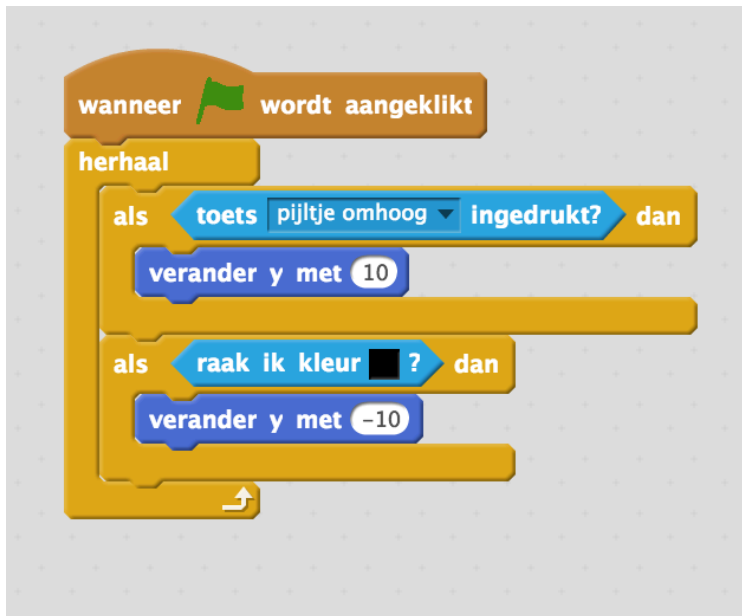 wanneer wordt aangeklikt
herhaal
als toets pijltje omhoog ingedrukt? dan
verander y met 10
als raak ik kleur ? dan
verander y met -10